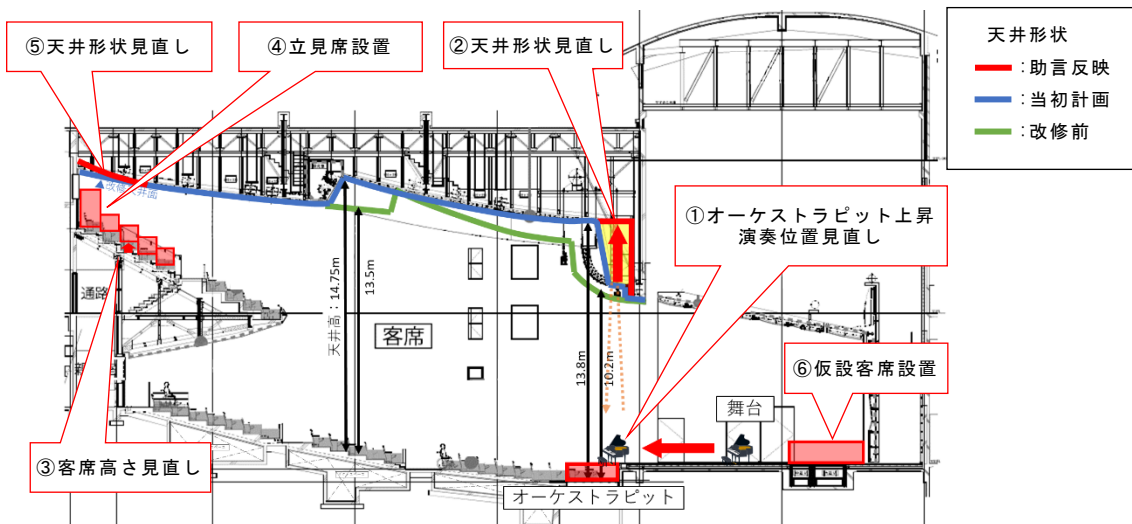 ⑤天井形状見直し
④立見席設置
②天井形状見直し
天井形状
：助言反映
：当初計画
：改修前
▲改修天井面
①オーケストラピット上昇
演奏位置見直し
通路
天井高：14.75m
13.5m
客席
13.8m
10.2m
⑥仮設客席設置
舞台
③客席高さ見直し
オーケストラピット